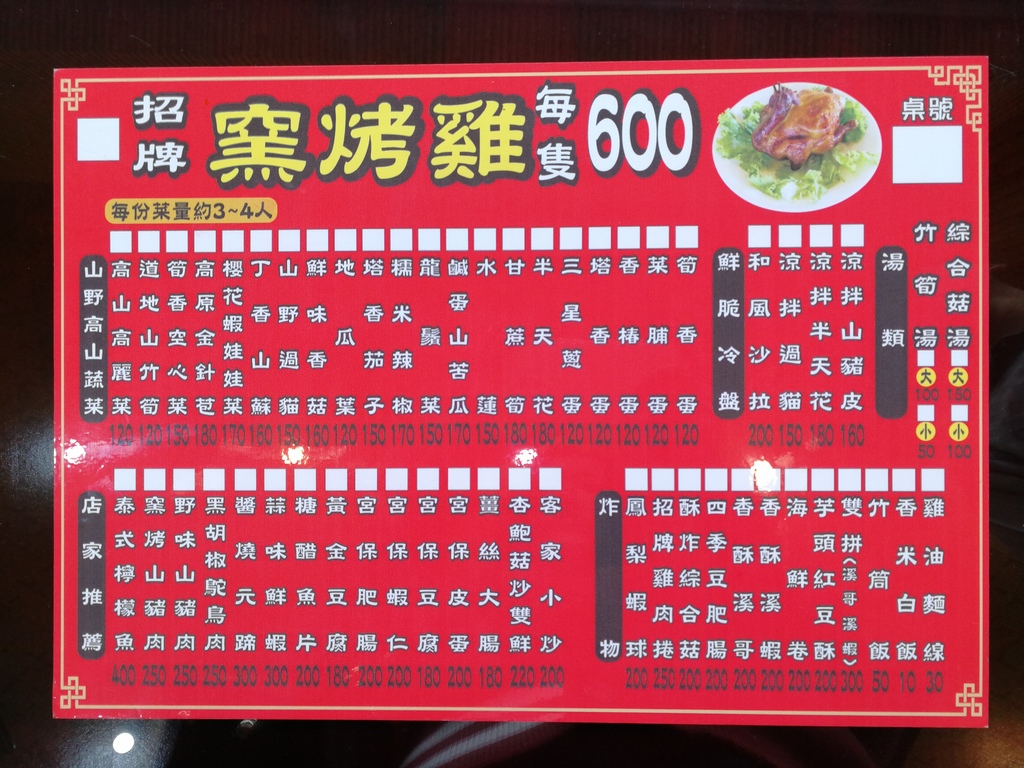 招牌
窯烤雞
每隻
600
桌號
每份菜量約3~4人
山野高山蔬菜
高山高麗菜 120
道地山竹筍 120
筍香空心菜 150
高原金針苞 180
櫻花蝦娃娃菜 170
丁香山蘇 160
山野過貓 150
鮮味香菇 160
地瓜葉 120
塔香茄子 150
糯米辣椒 170
龍鬚菜 150
鹹蛋山苦瓜 170
水蓮 150
甘蔗筍 180
半天花 180
三星蔥蛋 120
塔香蛋 120
香椿蛋 120
菜脯蛋 120
筍香蛋 120
鮮脆冷盤
和風沙拉 200
涼拌過貓 150
涼拌半天花 180
涼拌山豬皮 160
湯類
竹筍湯 大 100 小 50
綜合菇湯 大 150 小 100
店家推薦
泰式檸檬魚 400
窯烤山豬肉 250
野味山豬肉 250
黑胡椒鴕鳥肉 250
醬燒元蹄 300
蒜味鮮蝦 300
糖醋魚片 200
黃金豆腐 180
宮保肥腸 200
宮保蝦仁 200
宮保豆腐 180
宮保皮蛋 200
薑絲大腸 180
杏鮑菇炒雙鮮 220
客家小炒 200
炸物
鳳梨蝦球 200
招牌雞肉捲 250
酥炸綜合菇 200
四季豆肥腸 200
香酥溪哥 200
香酥溪蝦 200
海鮮卷 200
芋頭紅豆酥 200
雙拼(溪哥溪蝦) 300
竹筒飯 50
香米白飯 10
雞油麵線 30